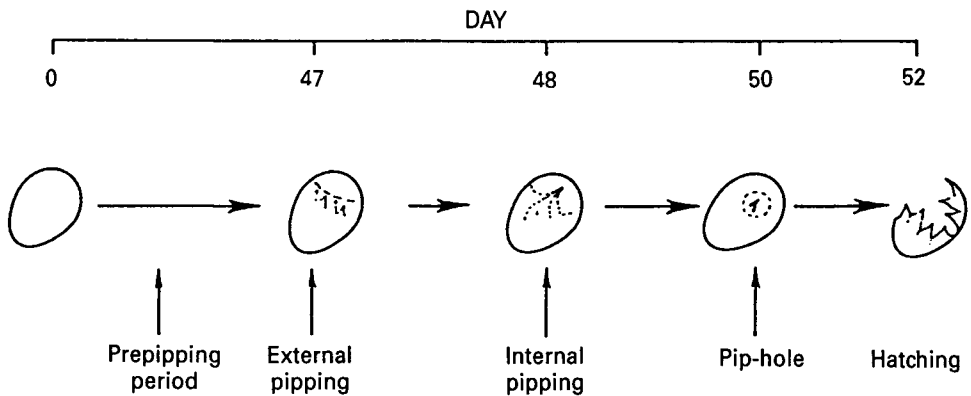 DAY
0 47 48 50 52
Prepipping period
External pipping
Internal pipping
Pip-hole
Hatching